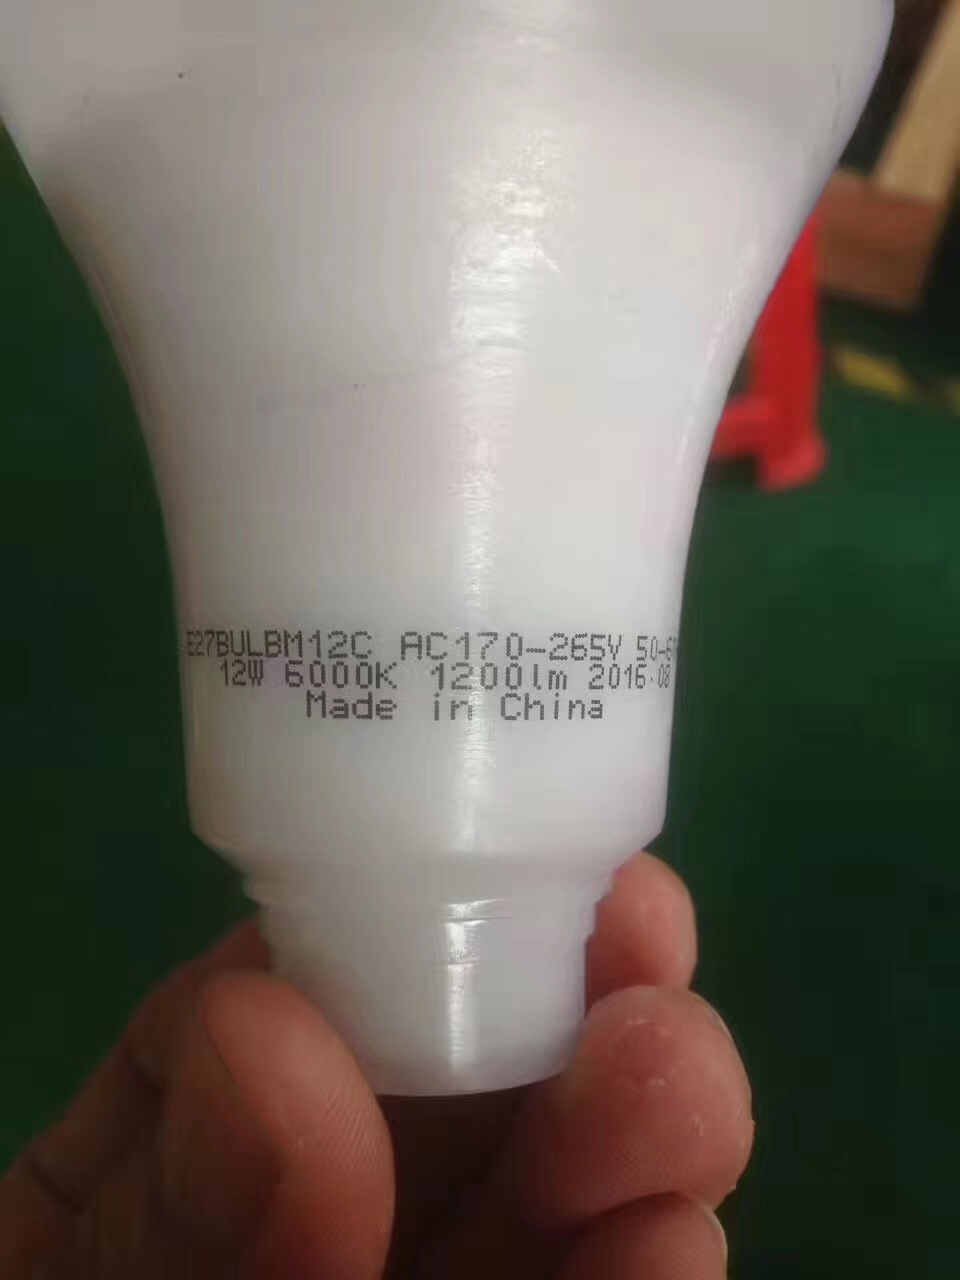 E27BULBM12C AC170-265V 50-6
12W 6000K 1200lm 2016.08
Made in China